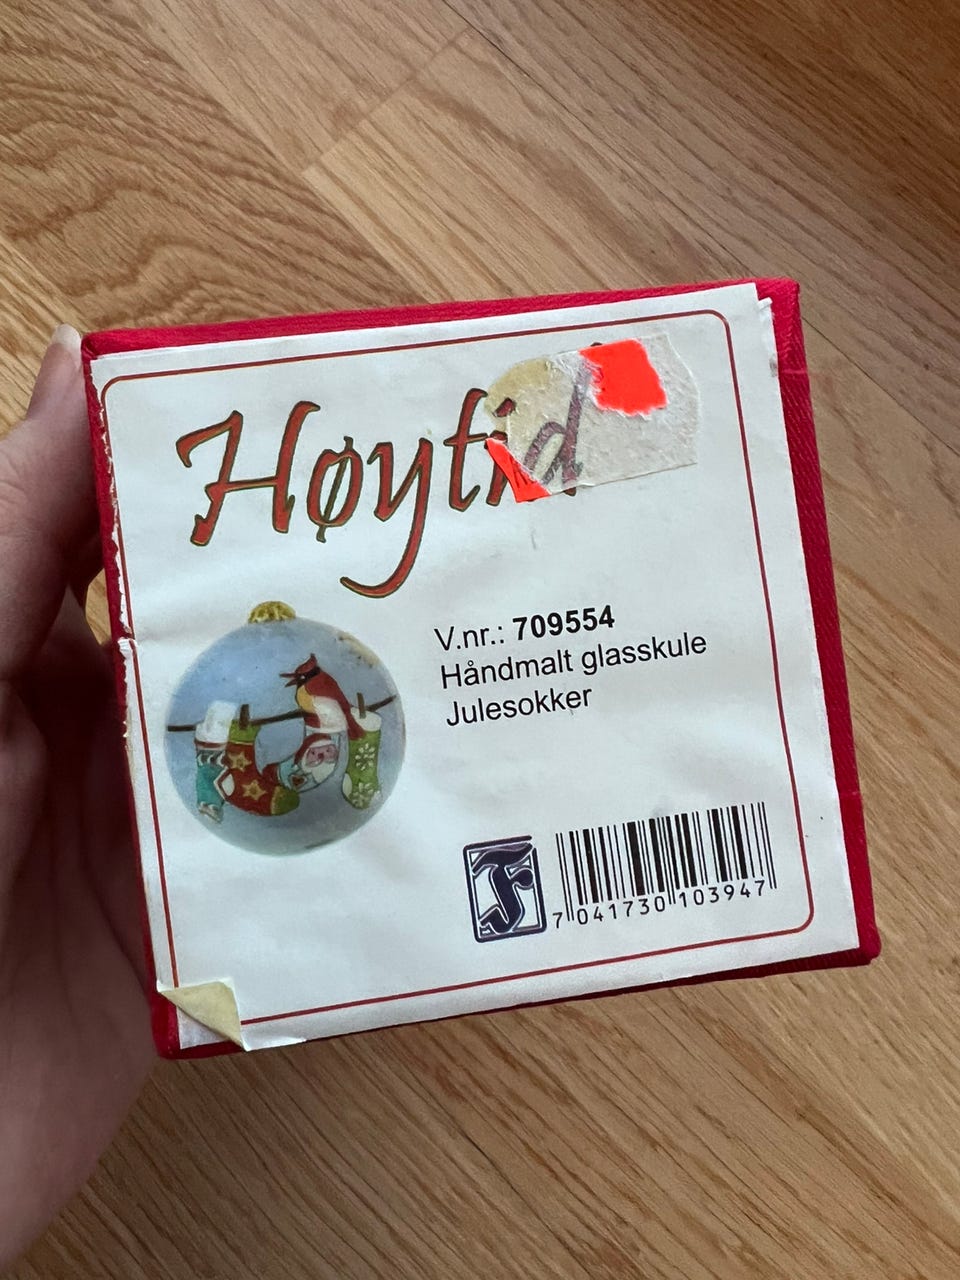 Høytid
V.nr.: 709554
Håndmalt glasskule
Julesokker
7 041730 103947